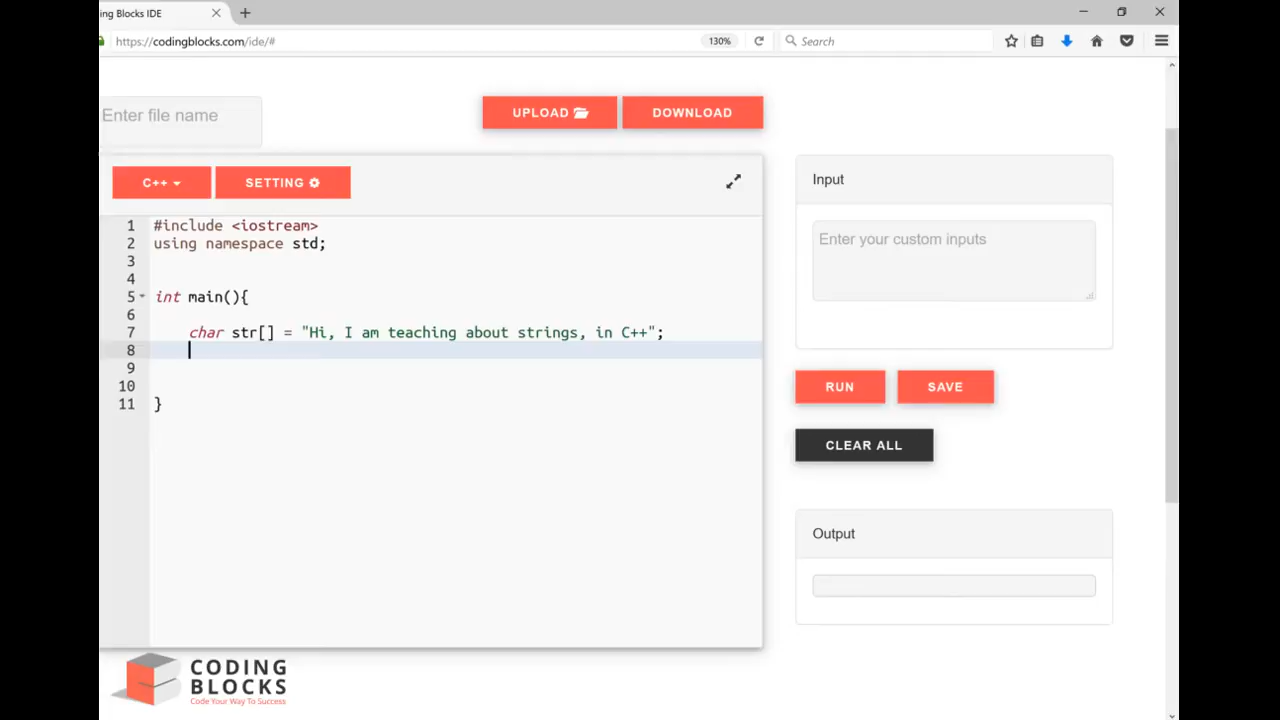 ing Blocks IDE
https://codingblocks.com/ide/#
130%
Search
Enter file name
UPLOAD
DOWNLOAD
C++
SETTING
1 #include <iostream>
2 using namespace std;
3
4
5 int main(){
6
7 char str[] = "Hi, I am teaching about strings, in C++";
8
9
10
11 }
Input
Enter your custom inputs
RUN
SAVE
CLEAR ALL
Output
CODING
BLOCKS
Code Your Way To Success